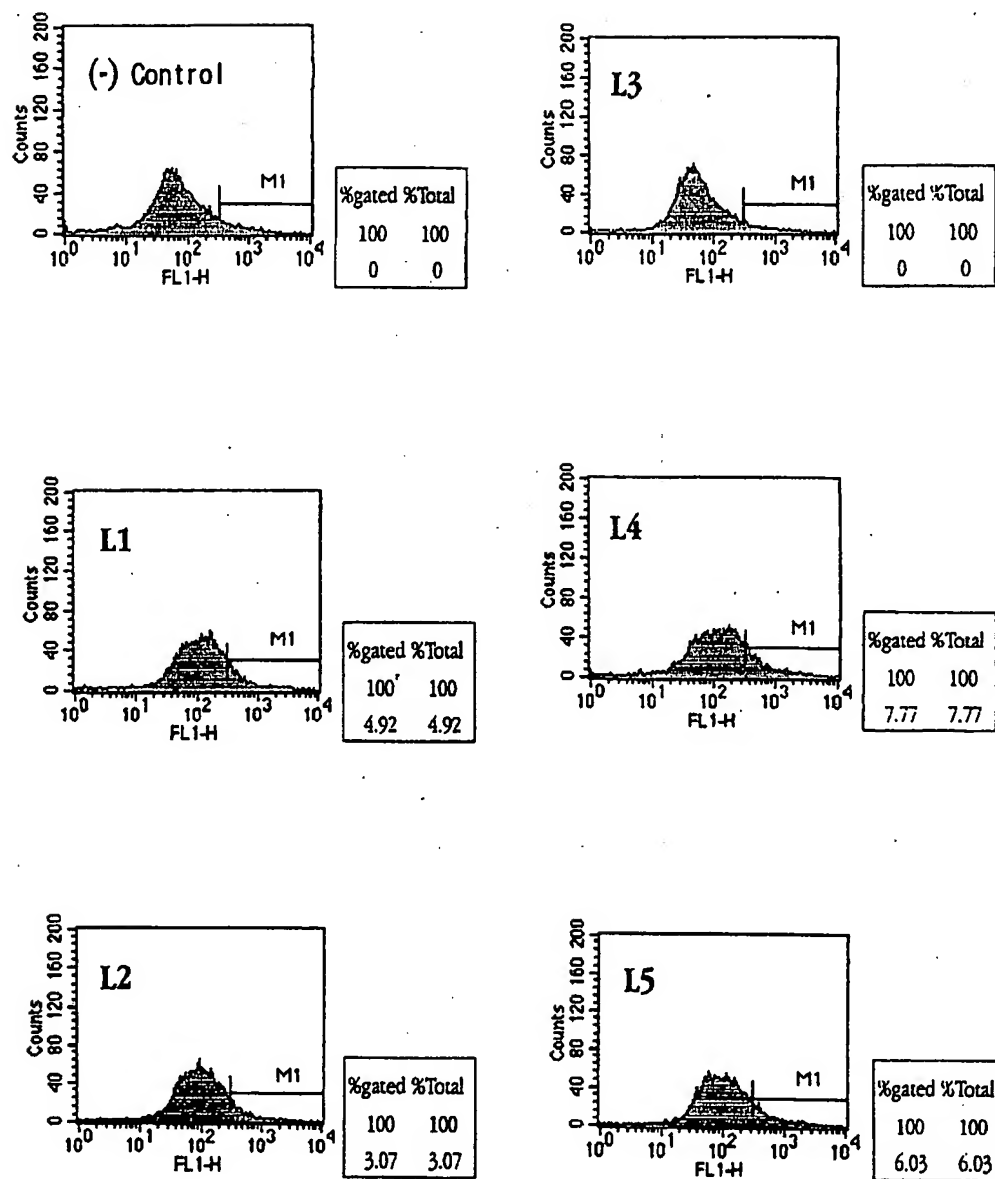 (-) Control
Counts
200
160
120
80
40
0
M1
10^0 10^1 10^2 10^3 10^4
FL1-H
%gated %Total
100 100
0 0
L3
Counts
200
160
120
80
40
0
M1
10^0 10^1 10^2 10^3 10^4
FL1-H
%gated %Total
100 100
0 0
L1
Counts
200
160
120
80
40
0
M1
10^0 10^1 10^2 10^3 10^4
FL1-H
%gated %Total
100 100
4.92 4.92
L4
Counts
200
160
120
80
40
0
M1
10^0 10^1 10^2 10^3 10^4
FL1-H
%gated %Total
100 100
7.77 7.77
L2
Counts
200
160
120
80
40
0
M1
10^0 10^1 10^2 10^3 10^4
FL1-H
%gated %Total
100 100
3.07 3.07
L5
Counts
200
160
120
80
40
0
M1
10^0 10^1 10^2 10^3 10^4
FL1-H
%gated %Total
100 100
6.03 6.03